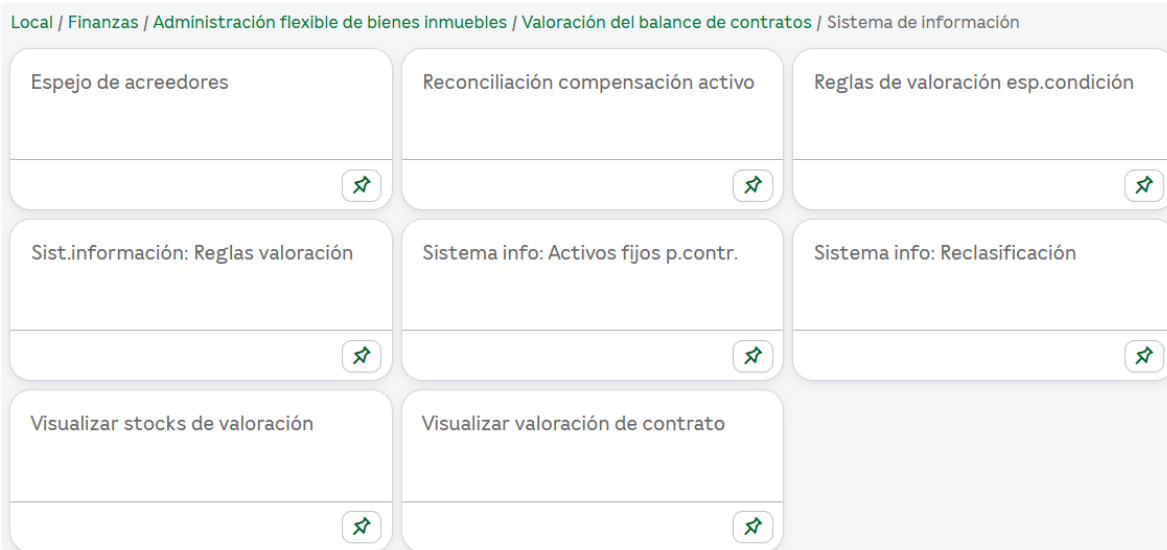 Local / Finanzas / Administración flexible de bienes inmuebles / Valoración del balance de contratos / Sistema de información
Espejo de acreedores
Reconciliación compensación activo
Reglas de valoración esp.condición
Sist.información: Reglas valoración
Sistema info: Activos fijos p.contr.
Sistema info: Reclasificación
Visualizar stocks de valoración
Visualizar valoración de contrato